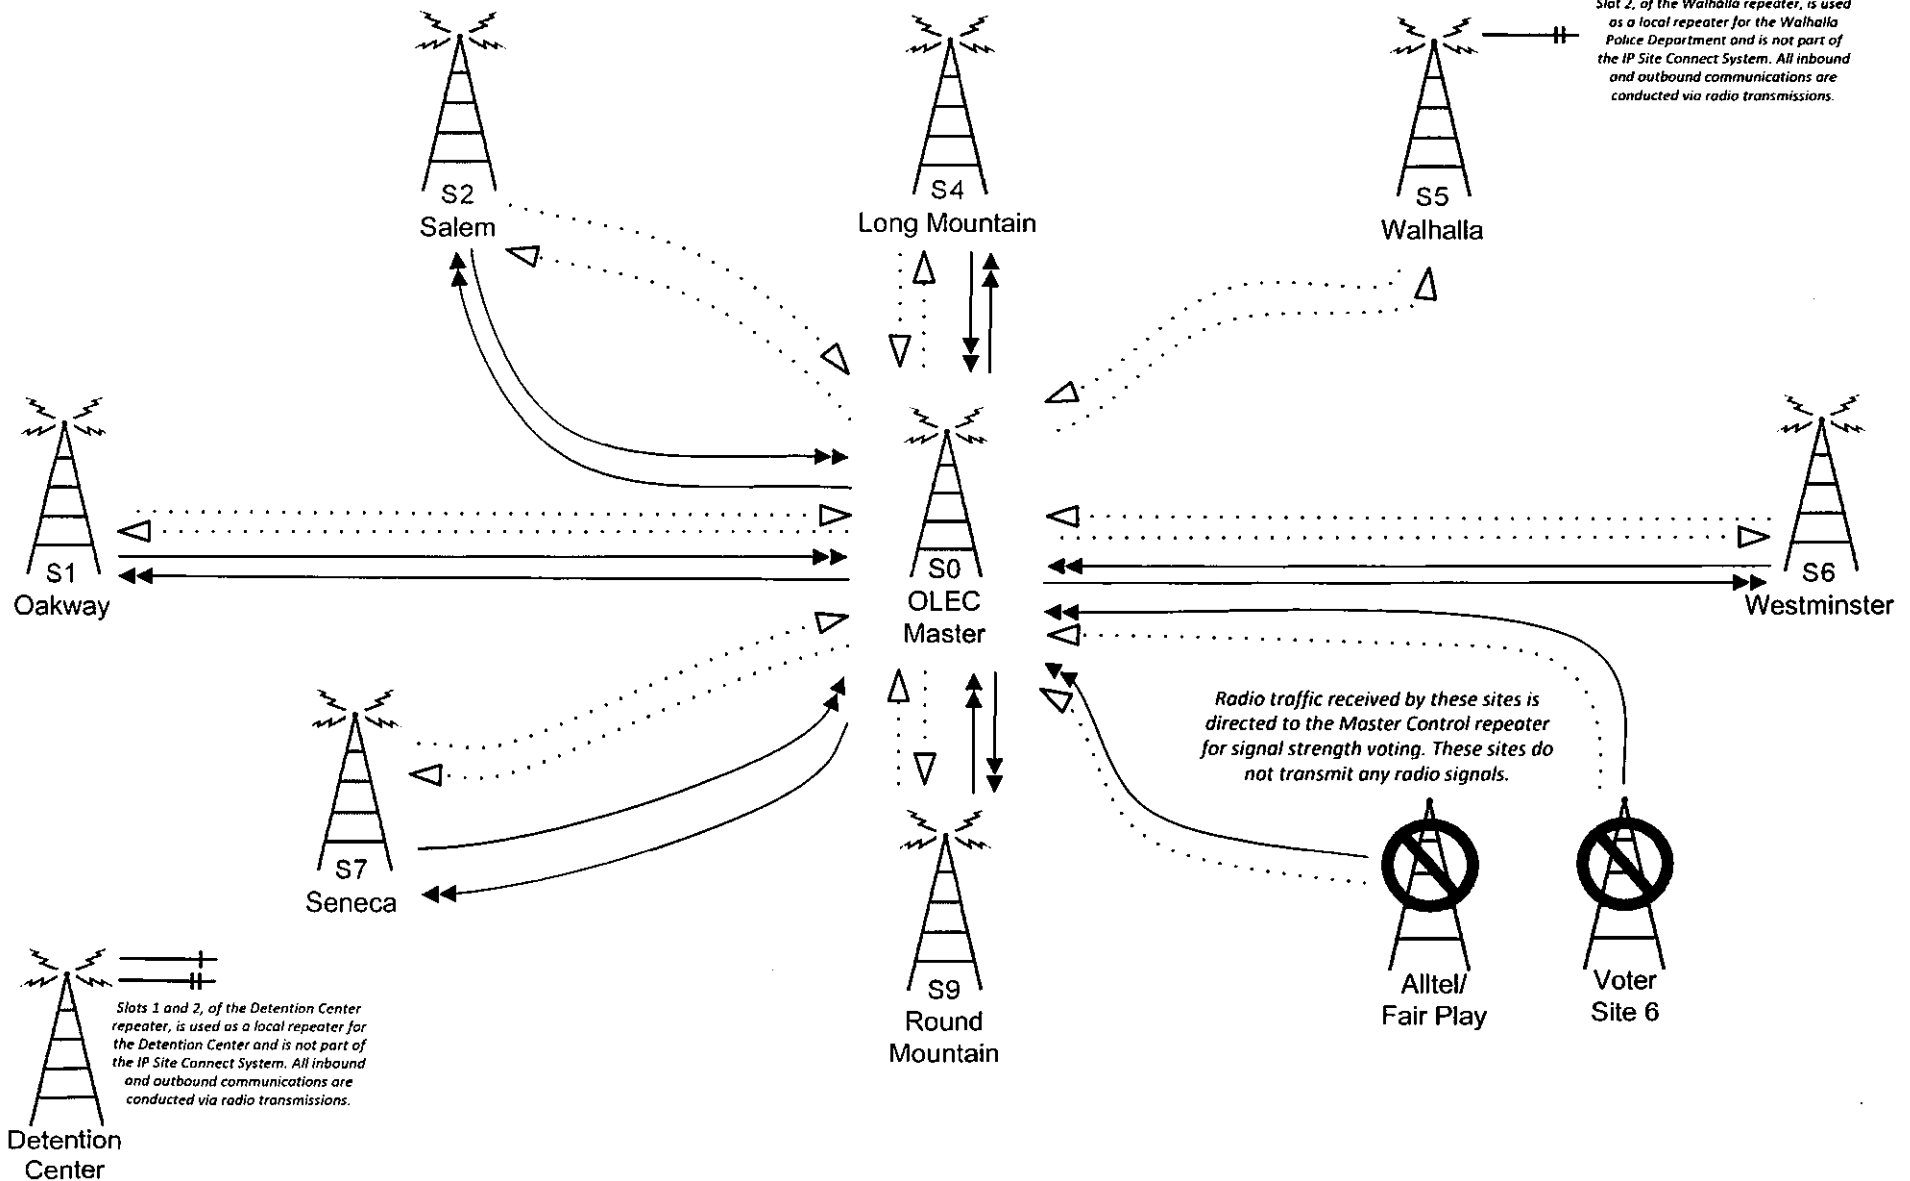 Slot 2, of the Walhalla repeater, is used
as a local repeater for the Walhalla
Police Department and is not part of
the IP Site Connect System. All inbound
and outbound communications are
conducted via radio transmissions.
S2
Salem
S4
Long Mountain
S5
Walhalla
S1
Oakway
S0
OLEC
Master
S6
Westminster
Radio traffic received by these sites is
directed to the Master Control repeater
for signal strength voting. These sites do
not transmit any radio signals.
S7
Seneca
S9
Round
Mountain
Alltel/
Fair Play
Voter
Site 6
Slots 1 and 2, of the Detention Center
repeater, is used as a local repeater for
the Detention Center and is not part of
the IP Site Connect System. All inbound
and outbound communications are
conducted via radio transmissions.
Detention
Center